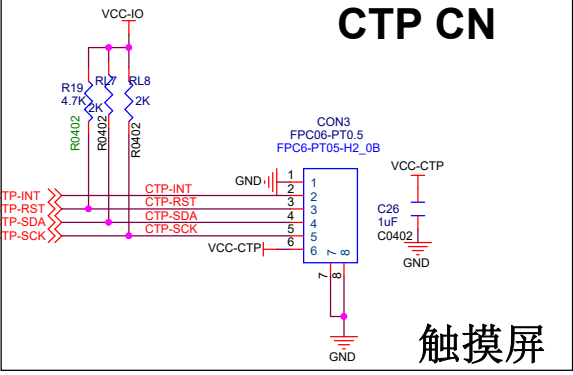 CTP CN
VCC-IO
R19
4.7K
R0402
RL7
2K
R0402
RL8
2K
R0402
CON3
FPC06-PT0.5
FPC6-PT05-H2_0B
VCC-CTP
GND
1
1
TP-INT
CTP-INT
2
2
TP-RST
CTP-RST
3
3
TP-SDA
CTP-SDA
4
4
TP-SCK
CTP-SCK
5
5
VCC-CTP
6
6
7
8
7
8
C26
1uF
C0402
GND
GND
触摸屏